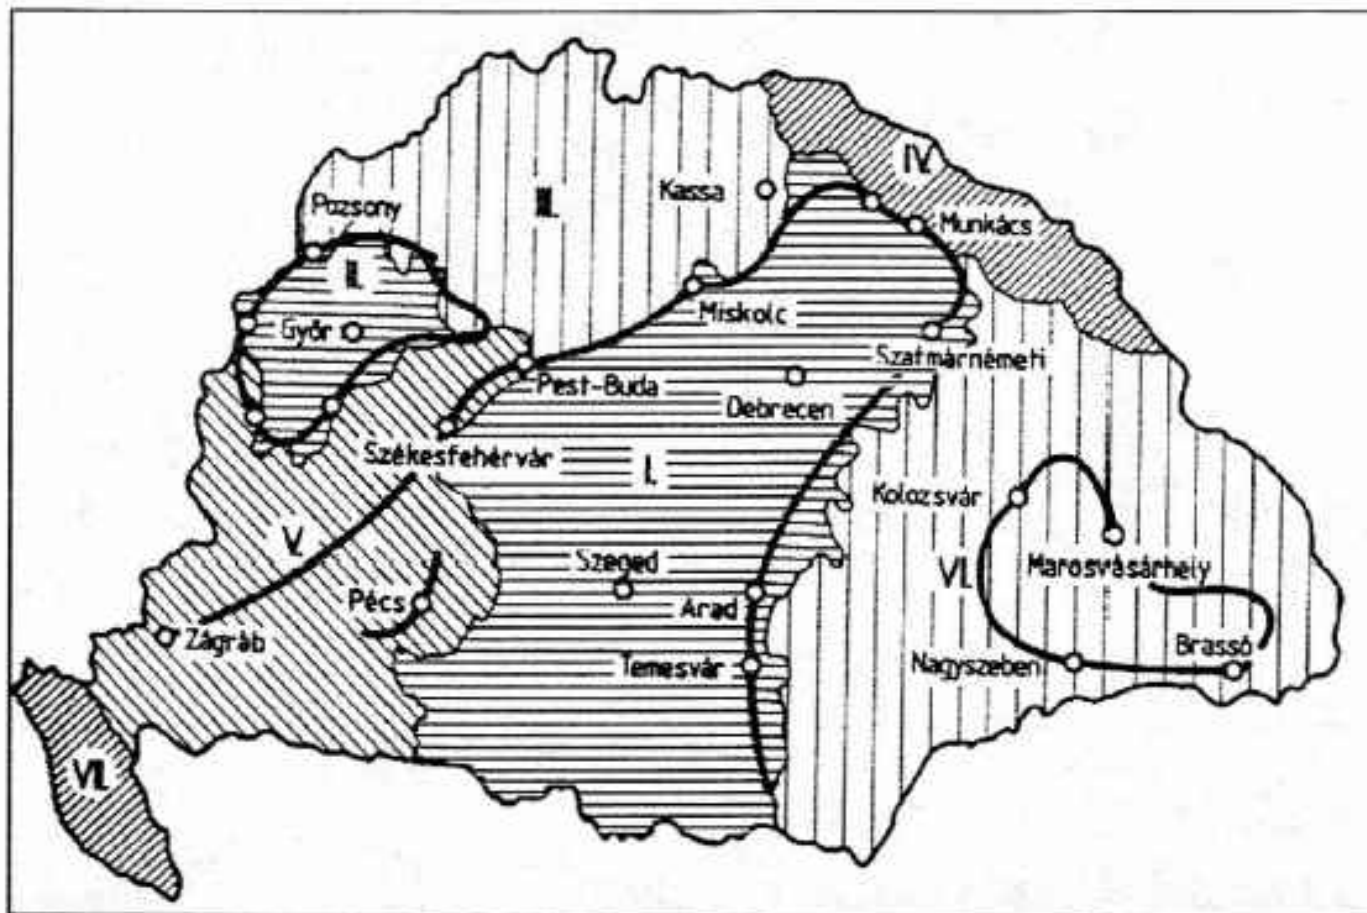 IV.
Kassa
III.
Pozsony
Munkács
II.
Győr
Miskolc
Szatmárnémeti
Pest-Buda
Debrecen
Székesfehérvár
I.
Kolozsvár
V.
Szeged
VI.
Marosvásárhely
Pécs
Arad
Zágráb
Temesvár
Nagyszeben
Brassó
VII.